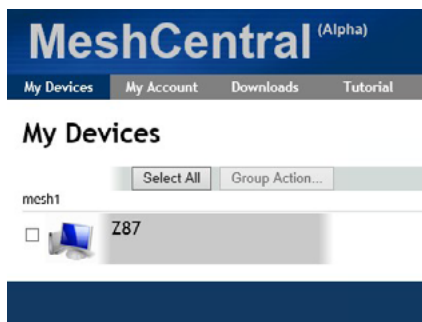 MeshCentral (Alpha)
My Devices My Account Downloads Tutorial
My Devices
Select All Group Action...
mesh1
Z87